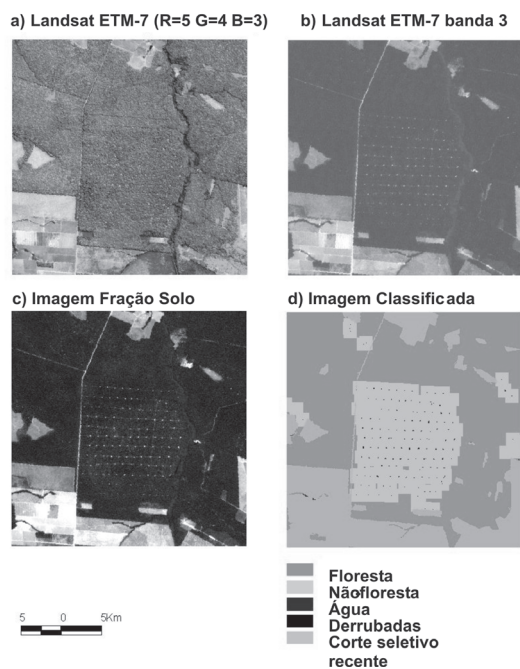 a) Landsat ETM-7 (R=5 G=4 B=3)
b) Landsat ETM-7 banda 3
c) Imagem Fração Solo
d) Imagem Classificada
Floresta
Nãofloresta
Água
Derrubadas
Corte seletivo
recente
5 0 5Km